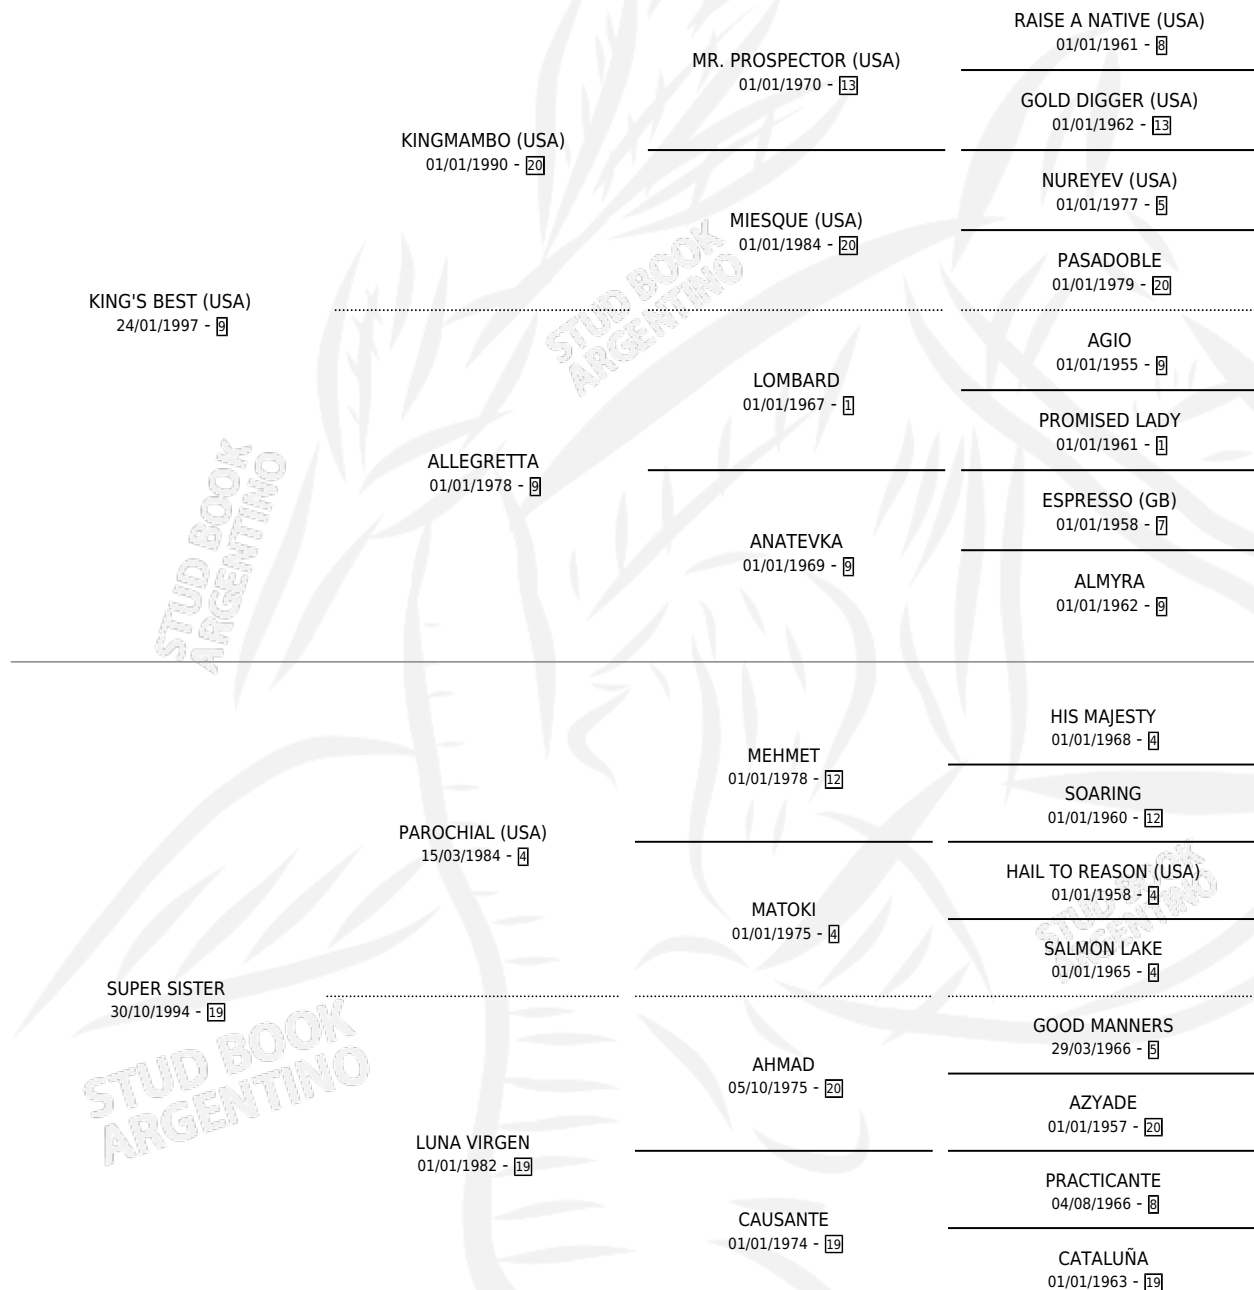 RAISE A NATIVE (USA)
01/01/1961 - 8
MR. PROSPECTOR (USA)
01/01/1970 - 13
GOLD DIGGER (USA)
01/01/1962 - 13
KINGMAMBO (USA)
01/01/1990 - 20
NUREYEV (USA)
01/01/1977 - 5
MIESQUE (USA)
01/01/1984 - 20
PASADOBLE
01/01/1979 - 20
KING'S BEST (USA)
24/01/1997 - 9
AGIO
01/01/1955 - 9
LOMBARD
01/01/1967 - 1
PROMISED LADY
01/01/1961 - 1
ALLEGRETTA
01/01/1978 - 9
ESPRESSO (GB)
01/01/1958 - 7
ANATEVKA
01/01/1969 - 9
ALMYRA
01/01/1962 - 9
HIS MAJESTY
01/01/1968 - 4
MEHMET
01/01/1978 - 12
SOARING
01/01/1960 - 12
PAROCHIAL (USA)
15/03/1984 - 4
HAIL TO REASON (USA)
01/01/1958 - 4
MATOKI
01/01/1975 - 4
SALMON LAKE
01/01/1965 - 4
SUPER SISTER
30/10/1994 - 19
GOOD MANNERS
29/03/1966 - 5
AHMAD
05/10/1975 - 20
AZYADE
01/01/1957 - 20
LUNA VIRGEN
01/01/1982 - 19
PRACTICANTE
04/08/1966 - 8
CAUSANTE
01/01/1974 - 19
CATALUÑA
01/01/1963 - 19
STUD BOOK
ARGENTINO
STUD BOOK
ARGENTINO
STUD BOOK
ARGENTINO
STUD BOOK
ARGENTINO